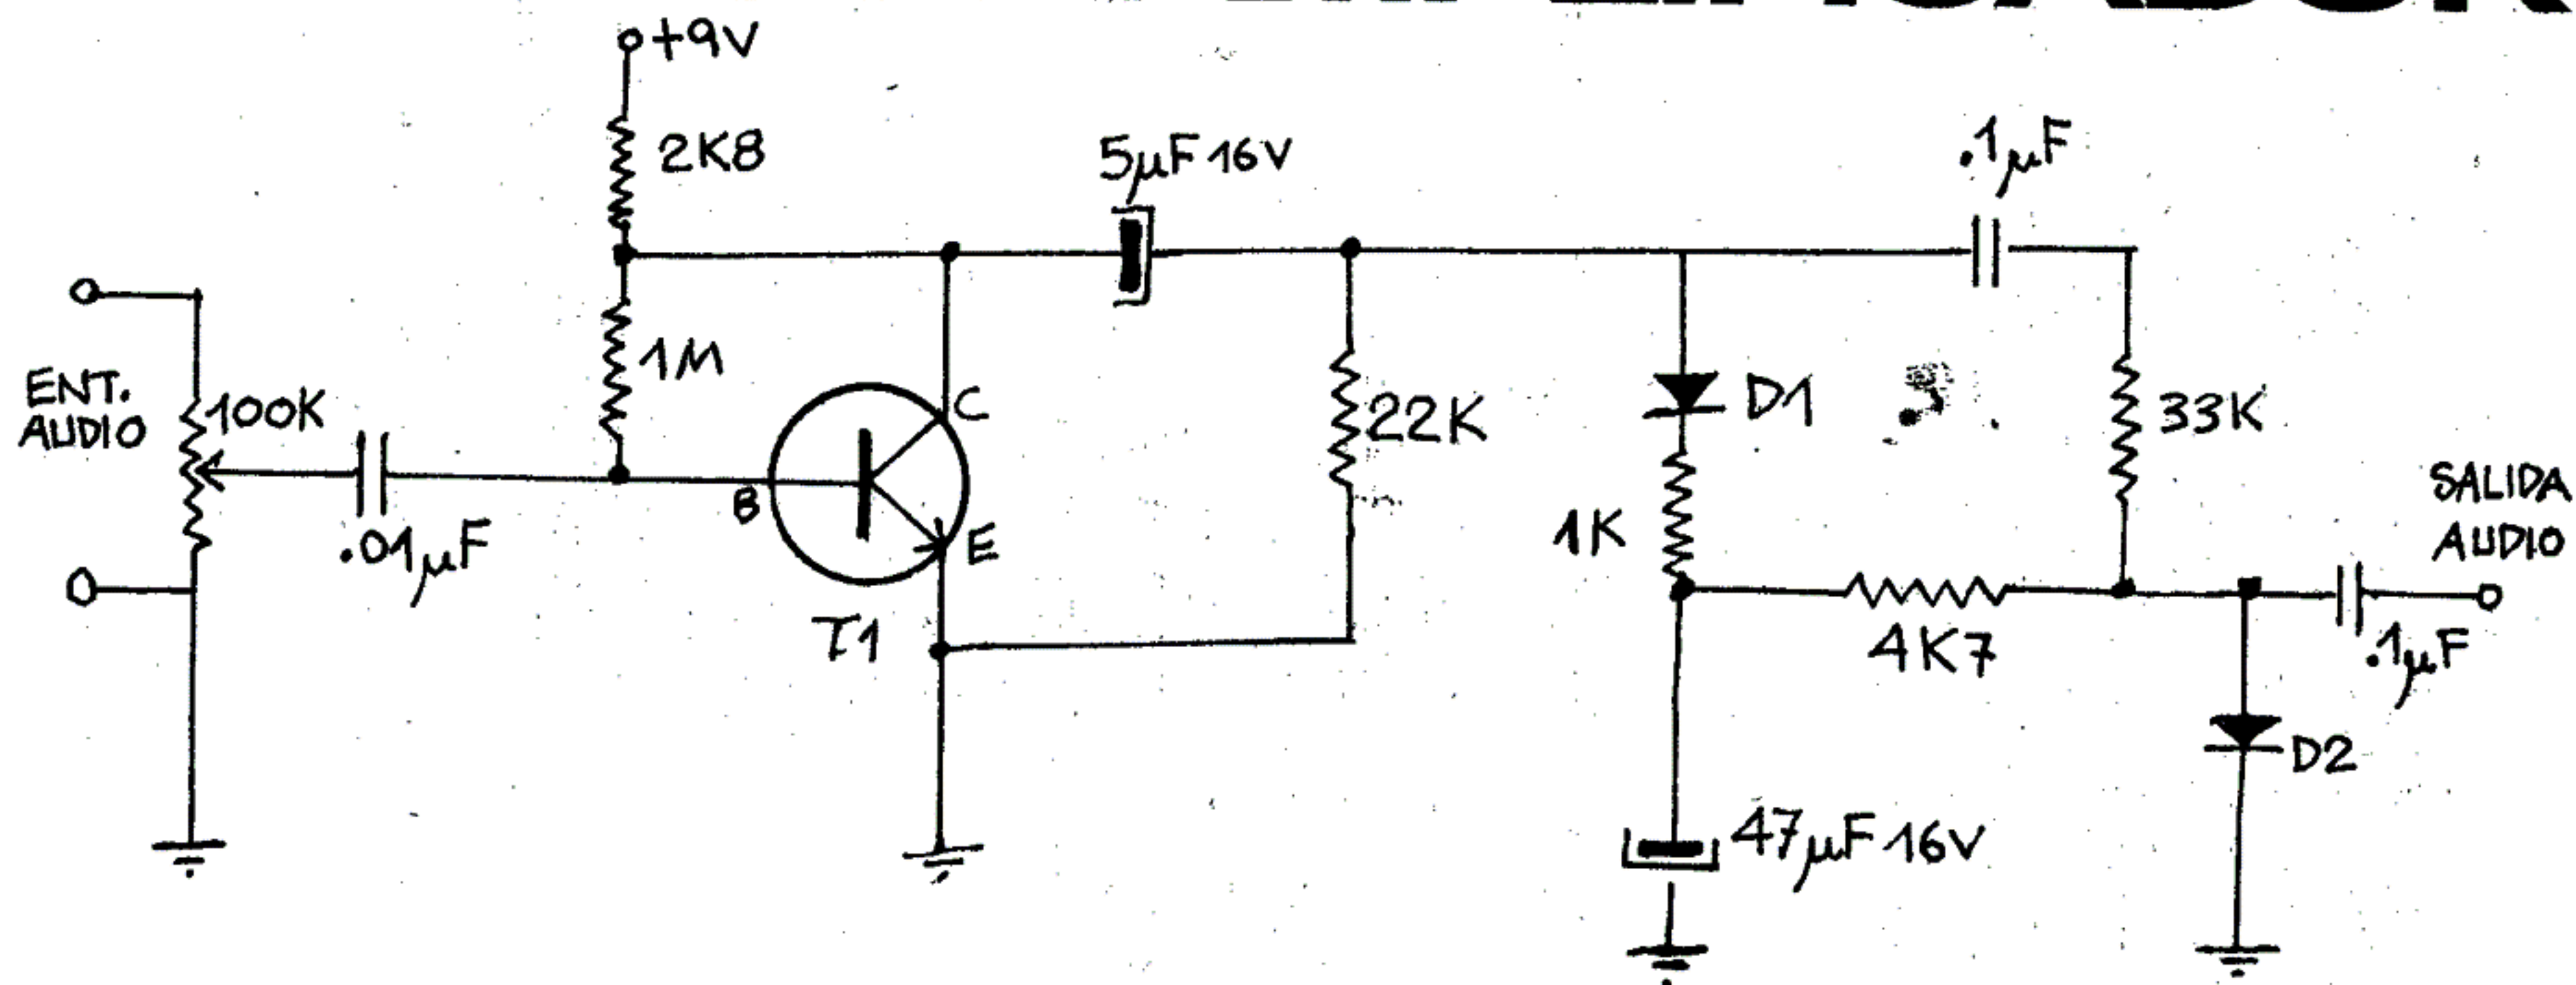 +9V
2K8
5µF 16V
.1µF
ENT.
AUDIO
100K
1M
C
22K
D1
33K
SALIDA
AUDIO
B
.01µF
E
1K
T1
4K7
.1µF
D2
47µF 16V